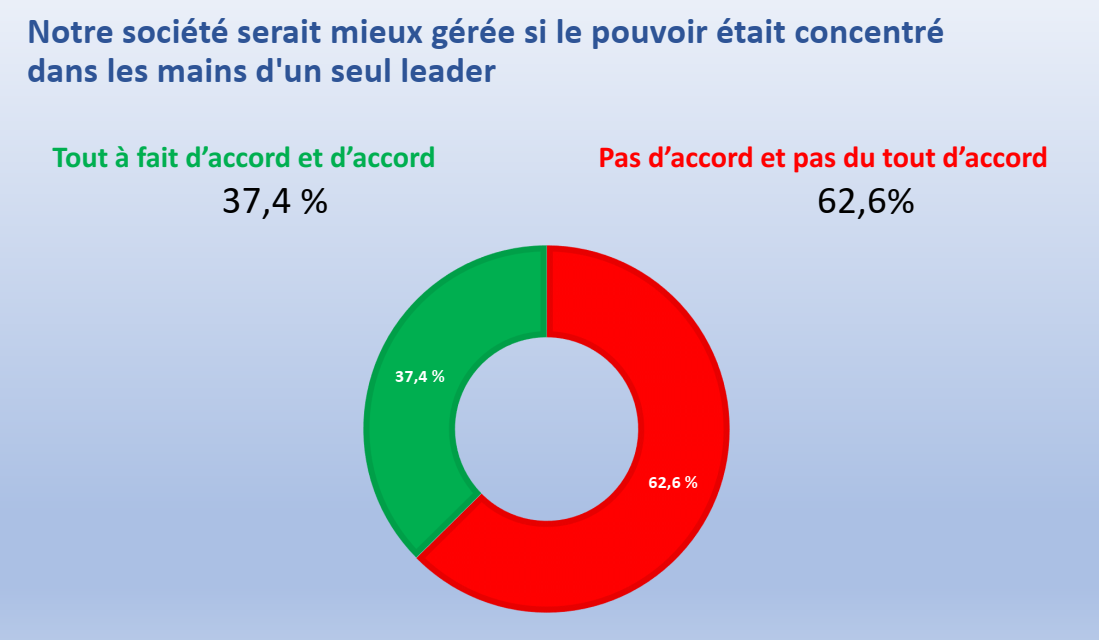 Notre société serait mieux gérée si le pouvoir était concentré
dans les mains d'un seul leader
Tout à fait d’accord et d’accord
37,4 %
Pas d’accord et pas du tout d’accord
62,6%
37,4 %
62,6 %